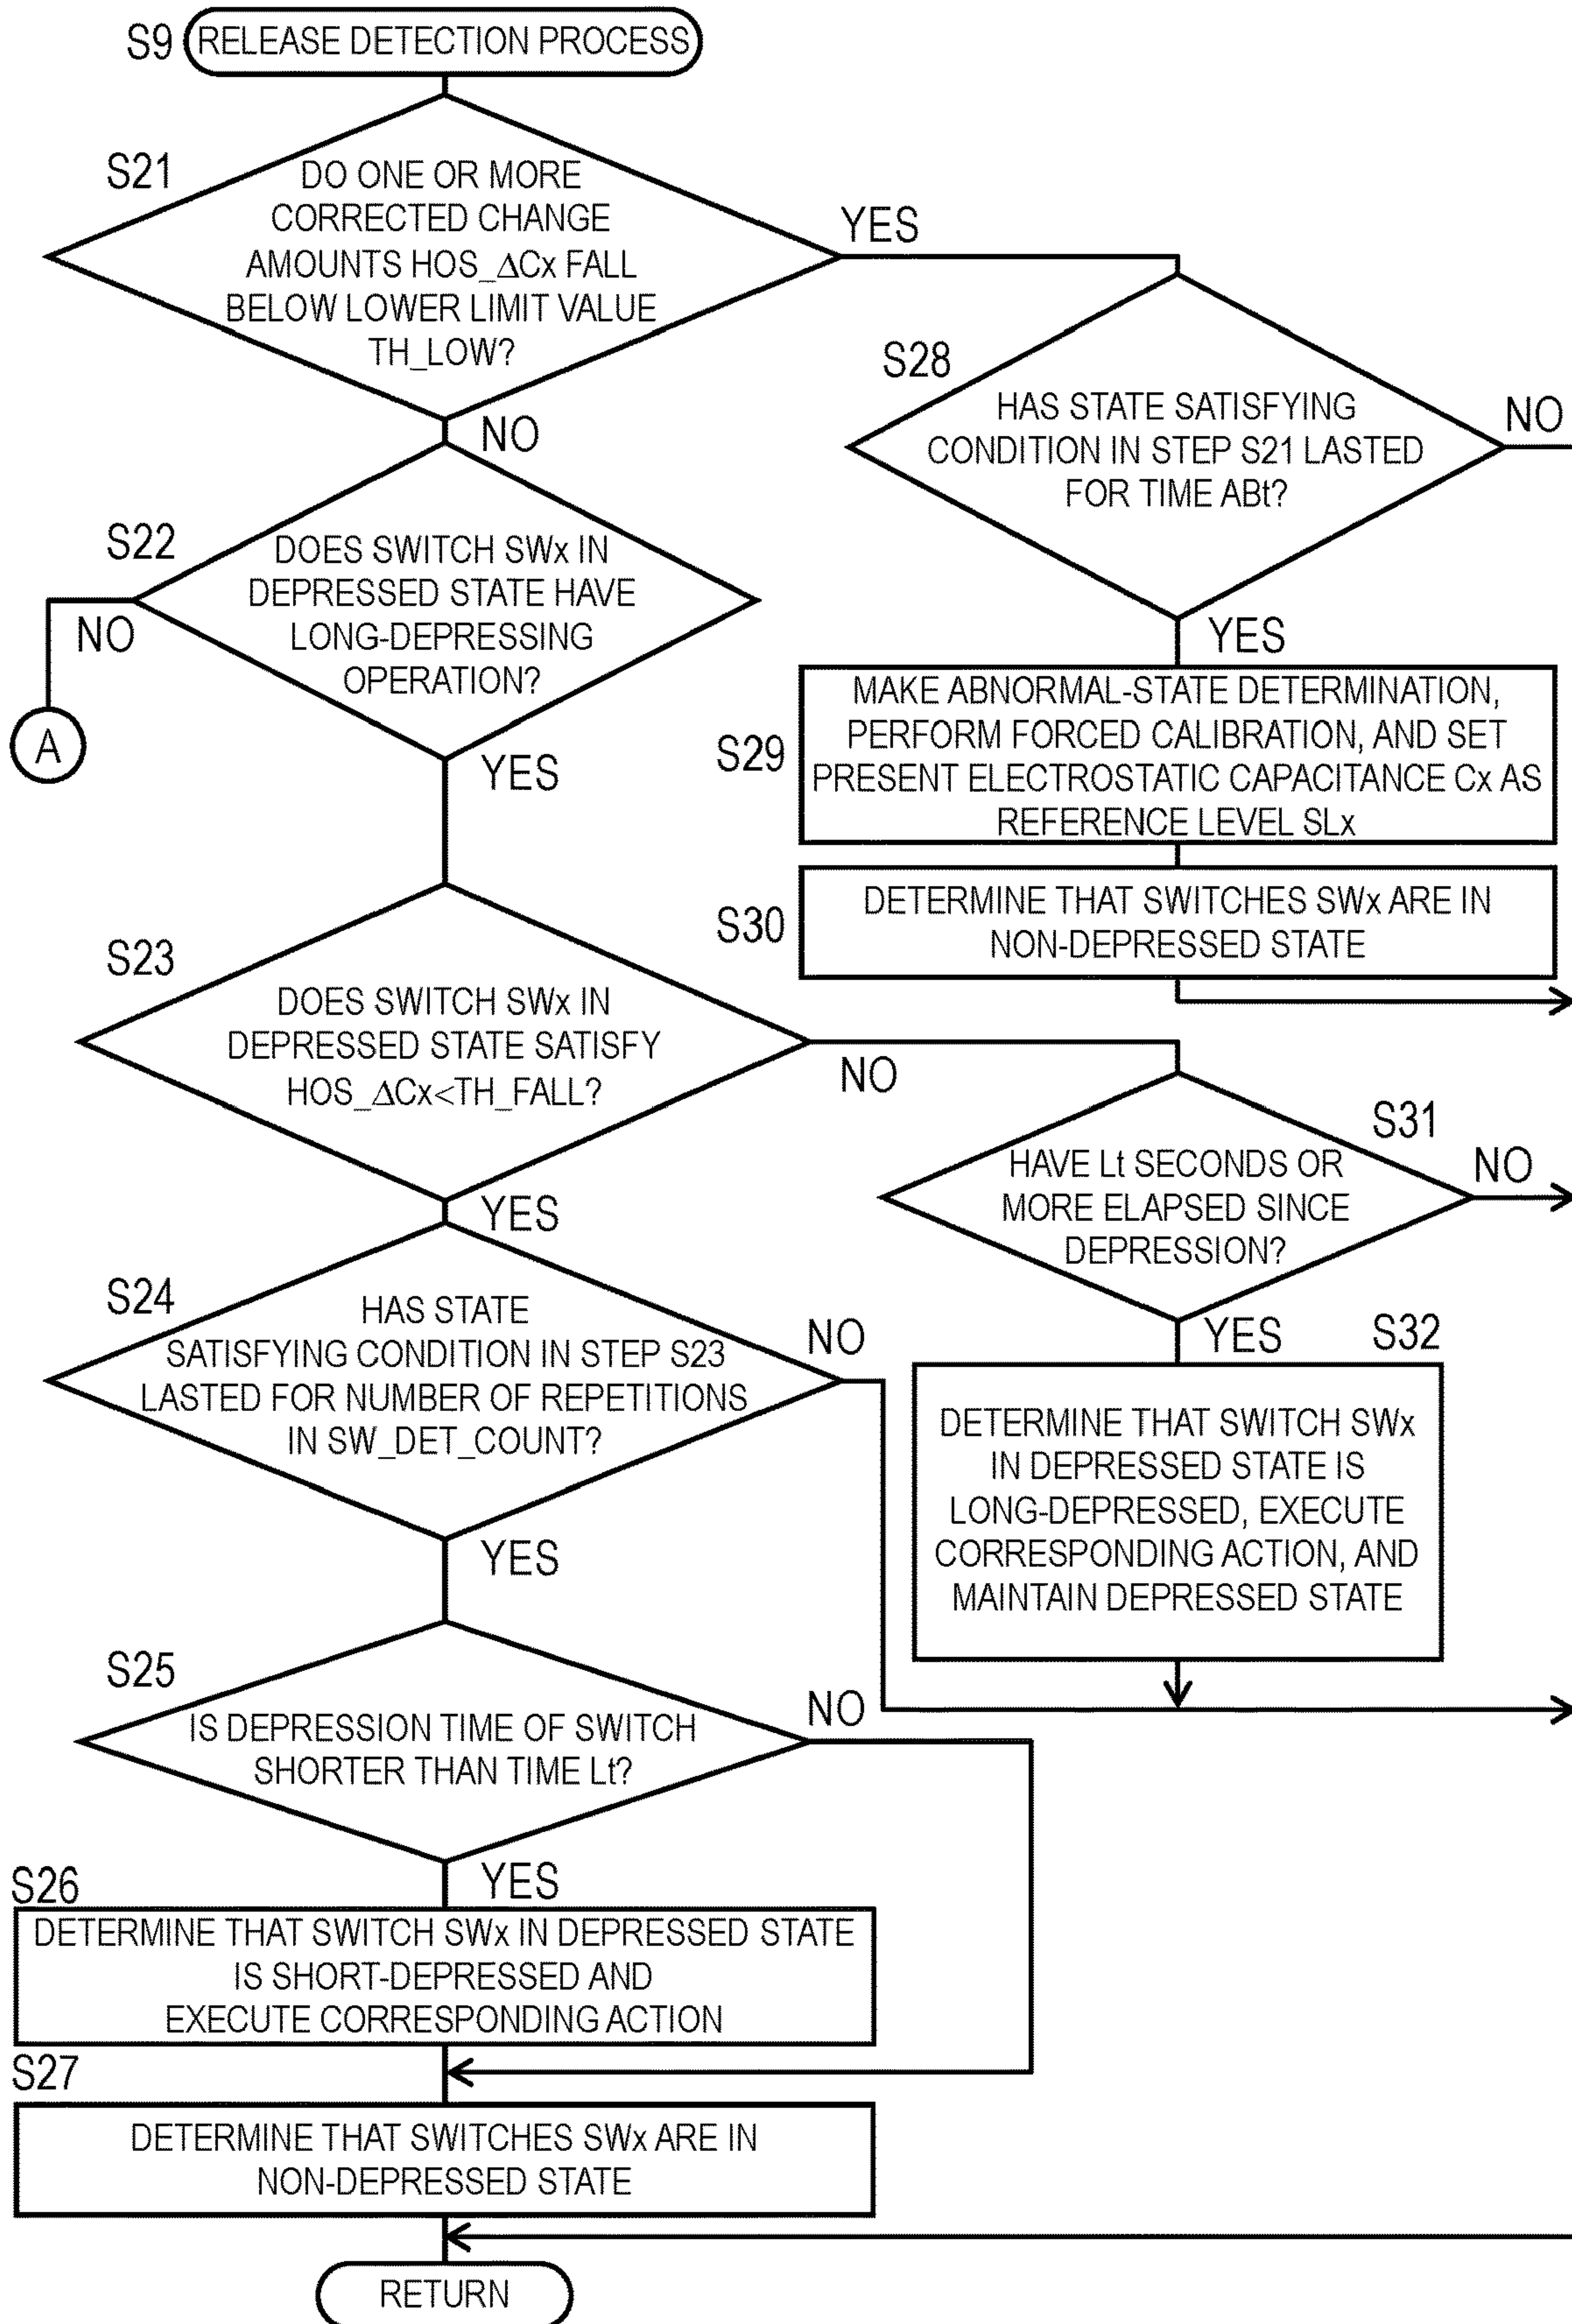 S9
RELEASE DETECTION PROCESS
S21
DO ONE OR MORE
CORRECTED CHANGE
AMOUNTS HOS_ΔCx FALL
BELOW LOWER LIMIT VALUE
TH_LOW?
YES
NO
S28
HAS STATE SATISFYING
CONDITION IN STEP S21 LASTED
FOR TIME ABt?
NO
YES
S22
DOES SWITCH SWx IN
DEPRESSED STATE HAVE
LONG-DEPRESSING
OPERATION?
NO
A
YES
S29
MAKE ABNORMAL-STATE DETERMINATION,
PERFORM FORCED CALIBRATION, AND SET
PRESENT ELECTROSTATIC CAPACITANCE Cx AS
REFERENCE LEVEL SLx
S30
DETERMINE THAT SWITCHES SWx ARE IN
NON-DEPRESSED STATE
S23
DOES SWITCH SWx IN
DEPRESSED STATE SATISFY
HOS_ΔCx<TH_FALL?
NO
YES
S31
HAVE Lt SECONDS OR
MORE ELAPSED SINCE
DEPRESSION?
NO
YES
S24
HAS STATE
SATISFYING CONDITION IN STEP S23
LASTED FOR NUMBER OF REPETITIONS
IN SW_DET_COUNT?
NO
YES
S32
DETERMINE THAT SWITCH SWx
IN DEPRESSED STATE IS
LONG-DEPRESSED, EXECUTE
CORRESPONDING ACTION, AND
MAINTAIN DEPRESSED STATE
S25
IS DEPRESSION TIME OF SWITCH
SHORTER THAN TIME Lt?
NO
YES
S26
DETERMINE THAT SWITCH SWx IN DEPRESSED STATE
IS SHORT-DEPRESSED AND
EXECUTE CORRESPONDING ACTION
S27
DETERMINE THAT SWITCHES SWx ARE IN
NON-DEPRESSED STATE
RETURN